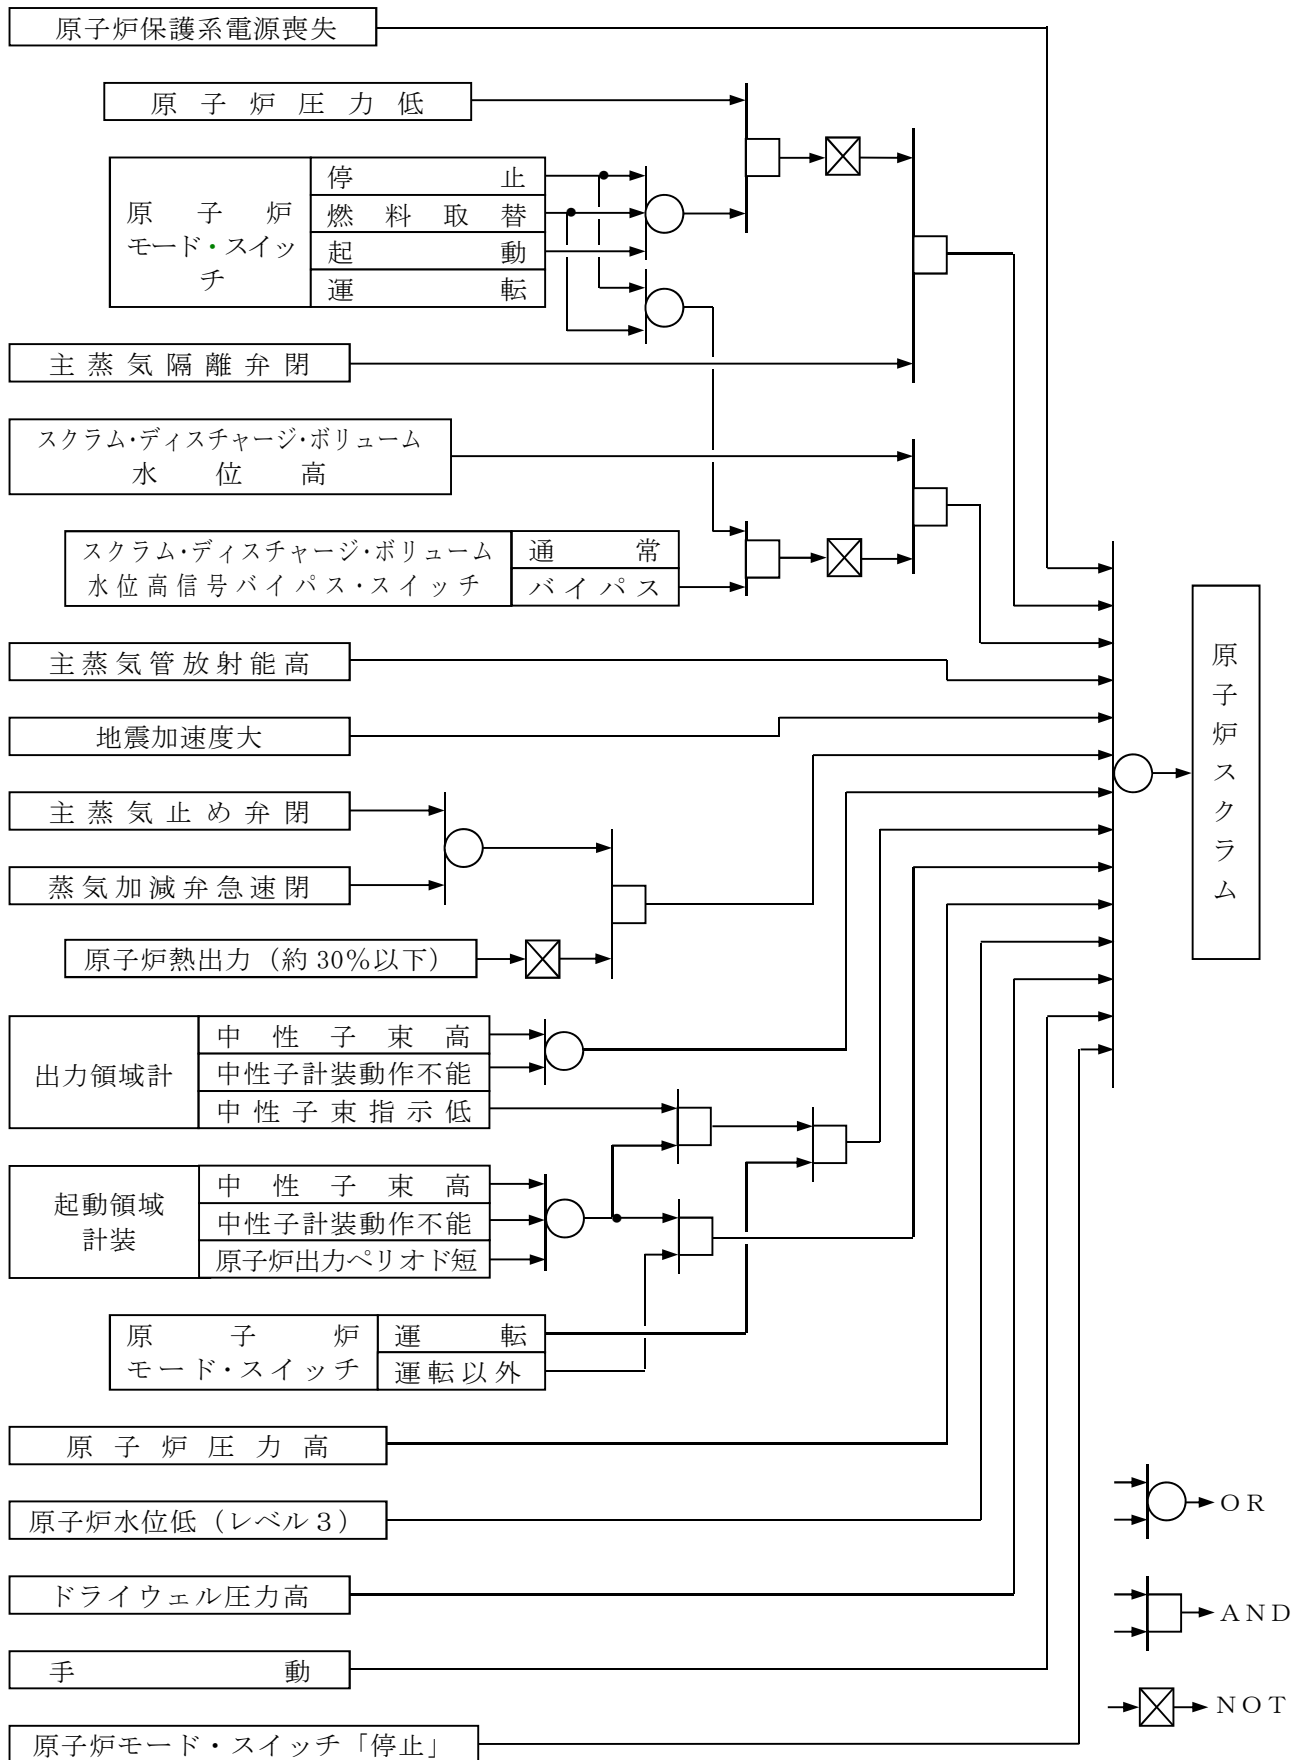 原子炉保護系電源喪失
原子炉圧力低
原子炉
モード・スイッ
チ
停止
燃料取替
起動
運転
主蒸気隔離弁閉
スクラム・ディスチャージ・ボリューム
水位高
スクラム・ディスチャージ・ボリューム
水位高信号バイパス・スイッチ
通常
バイパス
主蒸気管放射能高
地震加速度大
主蒸気止め弁閉
蒸気加減弁急速閉
原子炉熱出力（約30％以下）
出力領域計
中性子束高
中性子計装動作不能
中性子束指示低
起動領域
計装
中性子束高
中性子計装動作不能
原子炉出力ペリオド短
原子炉
モード・スイッチ
運転
運転以外
原子炉圧力高
原子炉水位低（レベル３）
ドライウェル圧力高
手動
原子炉モード・スイッチ「停止」
原子炉スクラム
OR
AND
NOT